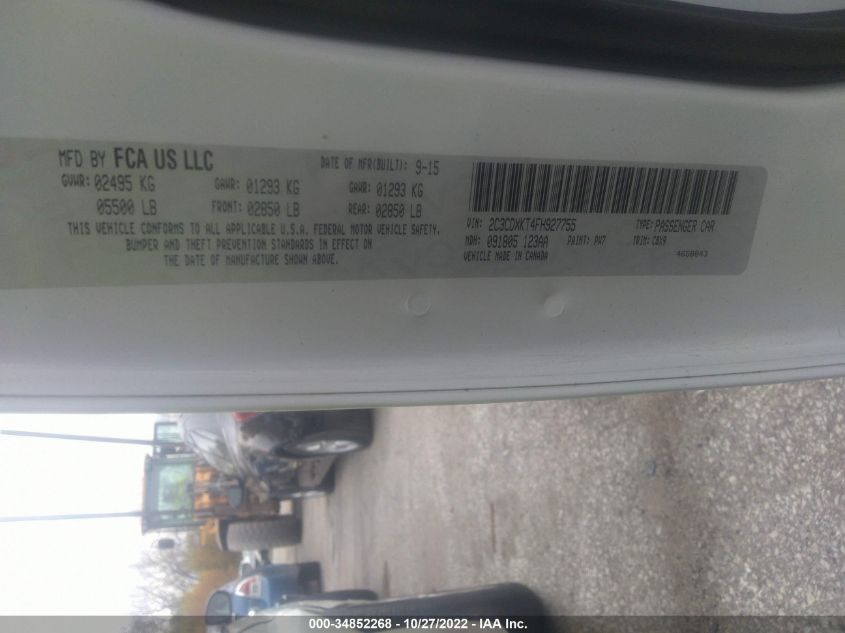 MFD BY FCA US LLC
DATE OF MFR(BUILT): 9-15
GVWR: 02495 KG GAWR: 01293 KG GAWR: 01293 KG
05500 LB FRONT: 02850 LB REAR: 02850 LB
THIS VEHICLE CONFORMS TO ALL APPLICABLE U.S.A. FEDERAL MOTOR VEHICLE SAFETY,
BUMPER AND THEFT PREVENTION STANDARDS IN EFFECT ON
THE DATE OF MANUFACTURE SHOWN ABOVE.
VIN: 2C3CDXKT4FH927755 TYPE: PASSENGER CAR
MDH: 091805 123AA PAINT: PW7 TRIM: CBX9
VEHICLE MADE IN CANADA 4650043
000-34852268 - 10/27/2022 - IAA Inc.